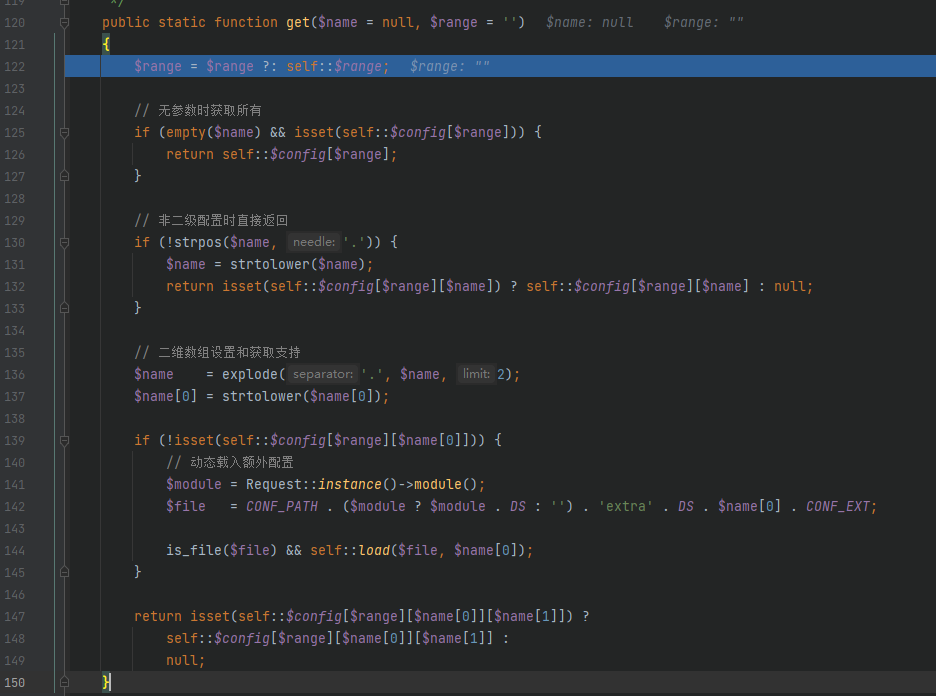 119 */
120 public static function get($name = null, $range = '') $name: null $range: ""
121 {
122 $range = $range ?: self::$range; $range: ""
123
124 // 无参数时获取所有
125 if (empty($name) && isset(self::$config[$range])) {
126 return self::$config[$range];
127 }
128
129 // 非二级配置时直接返回
130 if (!strpos($name, needle: '.')) {
131 $name = strtolower($name);
132 return isset(self::$config[$range][$name]) ? self::$config[$range][$name] : null;
133 }
134
135 // 二维数组设置和获取支持
136 $name = explode( separator: '.', $name, limit: 2);
137 $name[0] = strtolower($name[0]);
138
139 if (!isset(self::$config[$range][$name[0]])) {
140 // 动态载入额外配置
141 $module = Request::instance()->module();
142 $file = CONF_PATH . ($module ? $module . DS : '') . 'extra' . DS . $name[0] . CONF_EXT;
143
144 is_file($file) && self::load($file, $name[0]);
145 }
146
147 return isset(self::$config[$range][$name[0]][$name[1]]) ?
148 self::$config[$range][$name[0]][$name[1]] :
149 null;
150 }